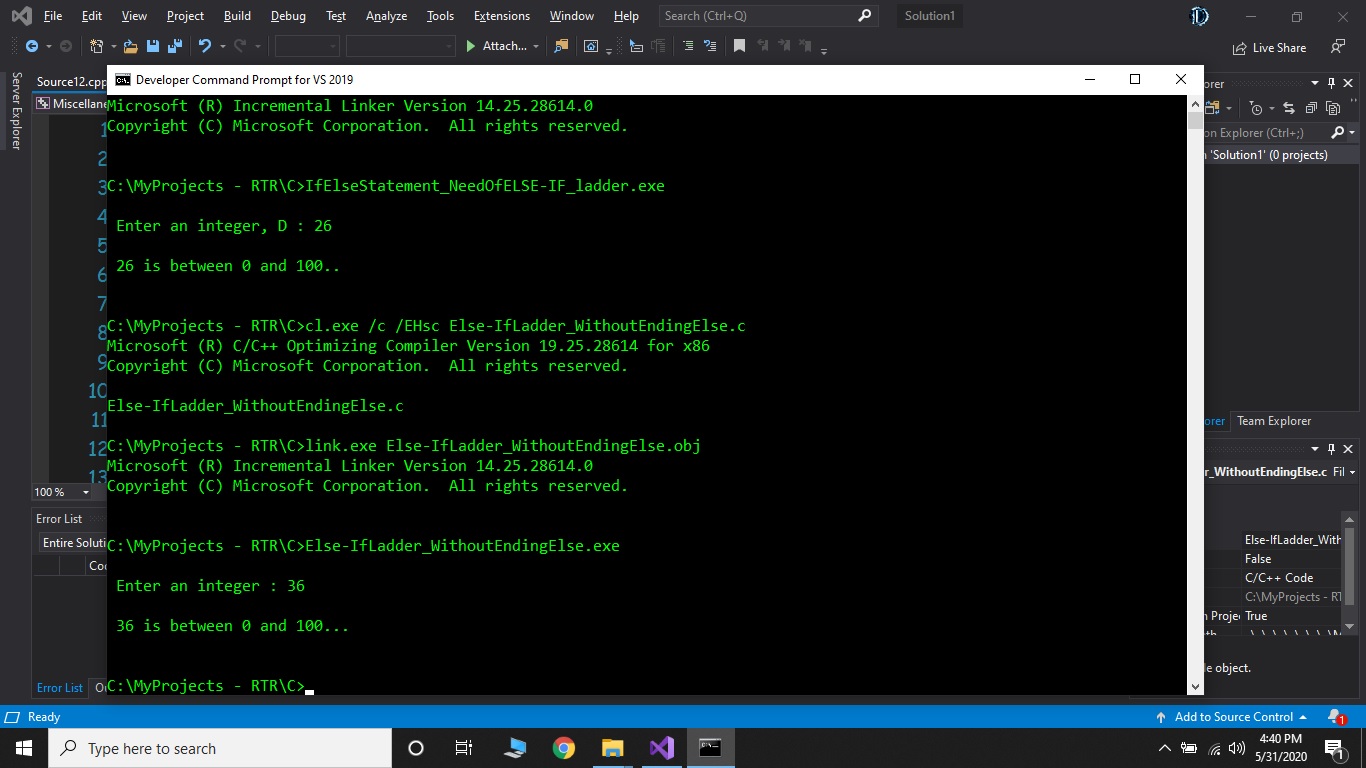 File Edit View Project Build Debug Test Analyze Tools Extensions Window Help Search (Ctrl+Q) Solution1
Attach... Live Share
Server Explorer
Source12.cpp
Developer Command Prompt for VS 2019
orer
Miscellane
Microsoft (R) Incremental Linker Version 14.25.28614.0
Copyright (C) Microsoft Corporation.  All rights reserved.
on Explorer (Ctrl+;)
'Solution1' (0 projects)
1
2
3
4
5
6
7
8
9
10
11
12
13
C:\MyProjects - RTR\C>IfElseStatement_NeedOfELSE-IF_ladder.exe
Enter an integer, D : 26
26 is between 0 and 100..
C:\MyProjects - RTR\C>cl.exe /c /EHsc Else-IfLadder_WithoutEndingElse.c
Microsoft (R) C/C++ Optimizing Compiler Version 19.25.28614 for x86
Copyright (C) Microsoft Corporation.  All rights reserved.
Else-IfLadder_WithoutEndingElse.c
C:\MyProjects - RTR\C>link.exe Else-IfLadder_WithoutEndingElse.obj
Microsoft (R) Incremental Linker Version 14.25.28614.0
Copyright (C) Microsoft Corporation.  All rights reserved.
C:\MyProjects - RTR\C>Else-IfLadder_WithoutEndingElse.exe
Enter an integer : 36
36 is between 0 and 100...
C:\MyProjects - RTR\C>
100 %
Error List
Entire Soluti
Coc
Error List
orer Team Explorer
r_WithoutEndingElse.c Fil
Else-IfLadder_With
False
C/C++ Code
C:\MyProjects - RT
n Proje True
le object.
Ready
Add to Source Control 1
Type here to search
4:40 PM
5/31/2020
1